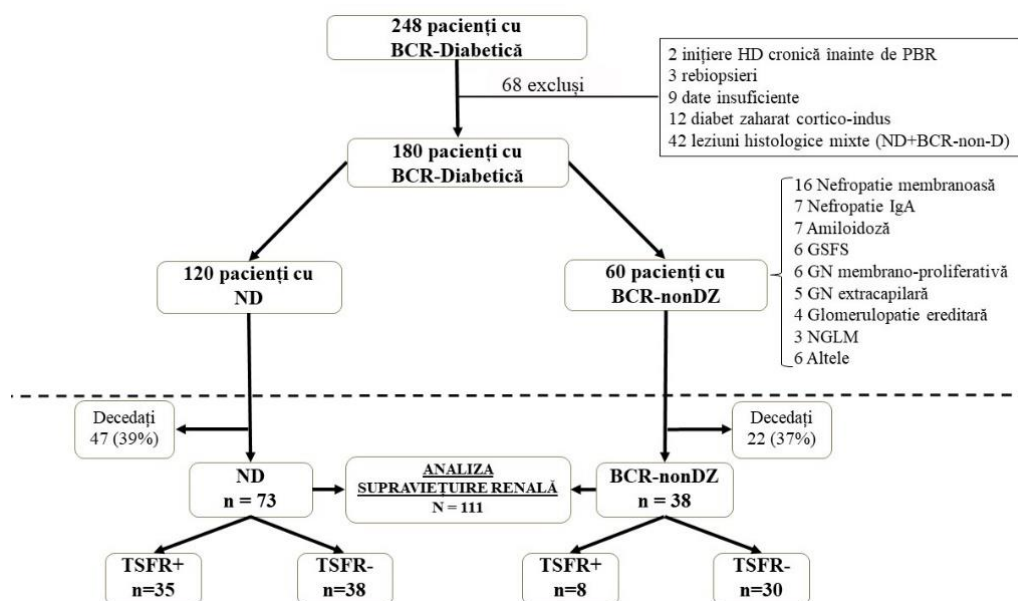 248 pacienți cu
BCR-Diabetică
68 excluși
2 inițiere HD cronică înainte de PBR
3 rebiopsieri
9 date insuficiente
12 diabet zaharat cortico-indus
42 leziuni histologice mixte (ND+BCR-non-D)
180 pacienți cu
BCR-Diabetică
120 pacienți cu
ND
60 pacienți cu
BCR-nonDZ
16 Nefropatie membranoasă
7 Nefropatie IgA
7 Amiloidoză
6 GSFS
6 GN membrano-proliferativă
5 GN extracapilară
4 Glomerulopatie ereditară
3 NGLM
6 Altele
Decedați
47 (39%)
Decedați
22 (37%)
ND
n = 73
ANALIZA
SUPRAVIEȚUIRE RENALĂ
N = 111
BCR-nonDZ
n = 38
TSFR+
n=35
TSFR-
n=38
TSFR+
n=8
TSFR-
n=30